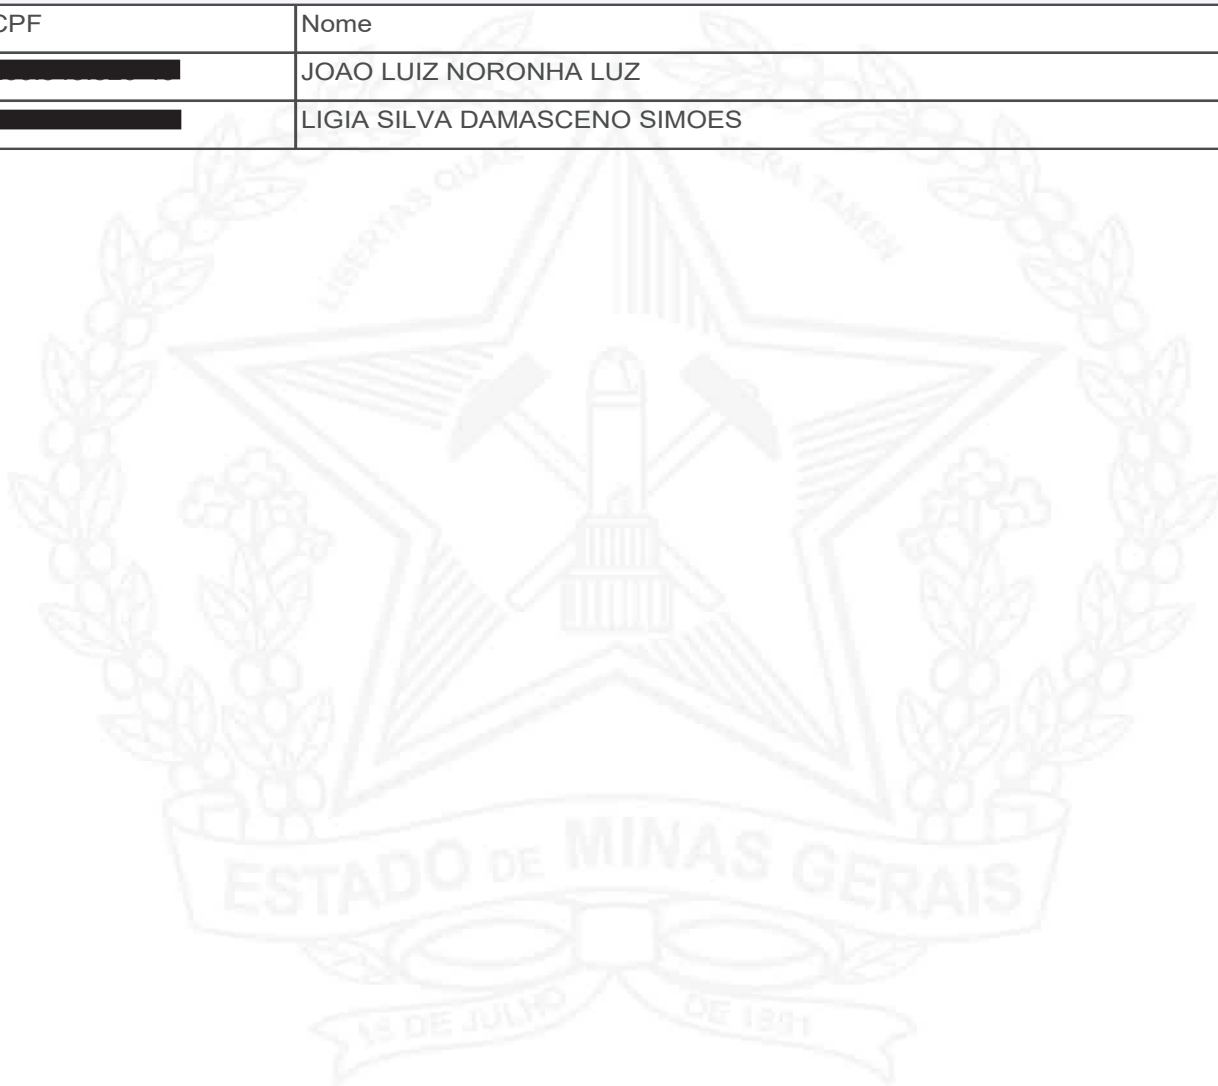 CPF Nome
JOAO LUIZ NORONHA LUZ
LIGIA SILVA DAMASCENO SIMOES
LIBERTAS QUAE SERA TAMEN
ESTADO DE MINAS GERAIS
15 DE JULHO DE 1891